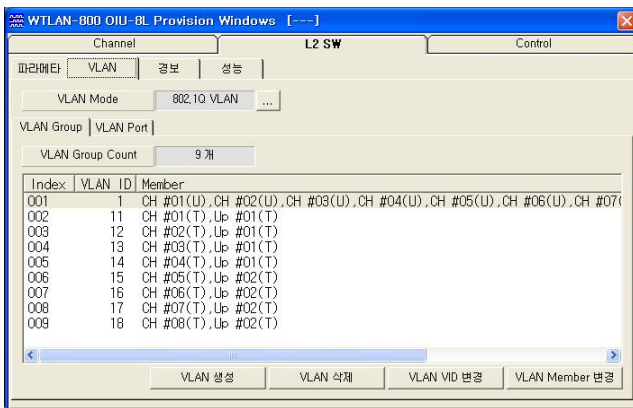 WTLAN-800 OIU-8L Provision Windows [---]
Channel L2 SW Control
파라메타 VLAN 경보 성능
VLAN Mode 802.1Q VLAN ...
VLAN Group VLAN Port
VLAN Group Count 9 개
Index VLAN ID Member
001 1 CH #01(U),CH #02(U),CH #03(U),CH #04(U),CH #05(U),CH #06(U),CH #07(
002 11 CH #01(T),Up #01(T)
003 12 CH #02(T),Up #01(T)
004 13 CH #03(T),Up #01(T)
005 14 CH #04(T),Up #01(T)
006 15 CH #05(T),Up #02(T)
007 16 CH #06(T),Up #02(T)
008 17 CH #07(T),Up #02(T)
009 18 CH #08(T),Up #02(T)
VLAN 생성 VLAN 삭제 VLAN VID 변경 VLAN Member 변경